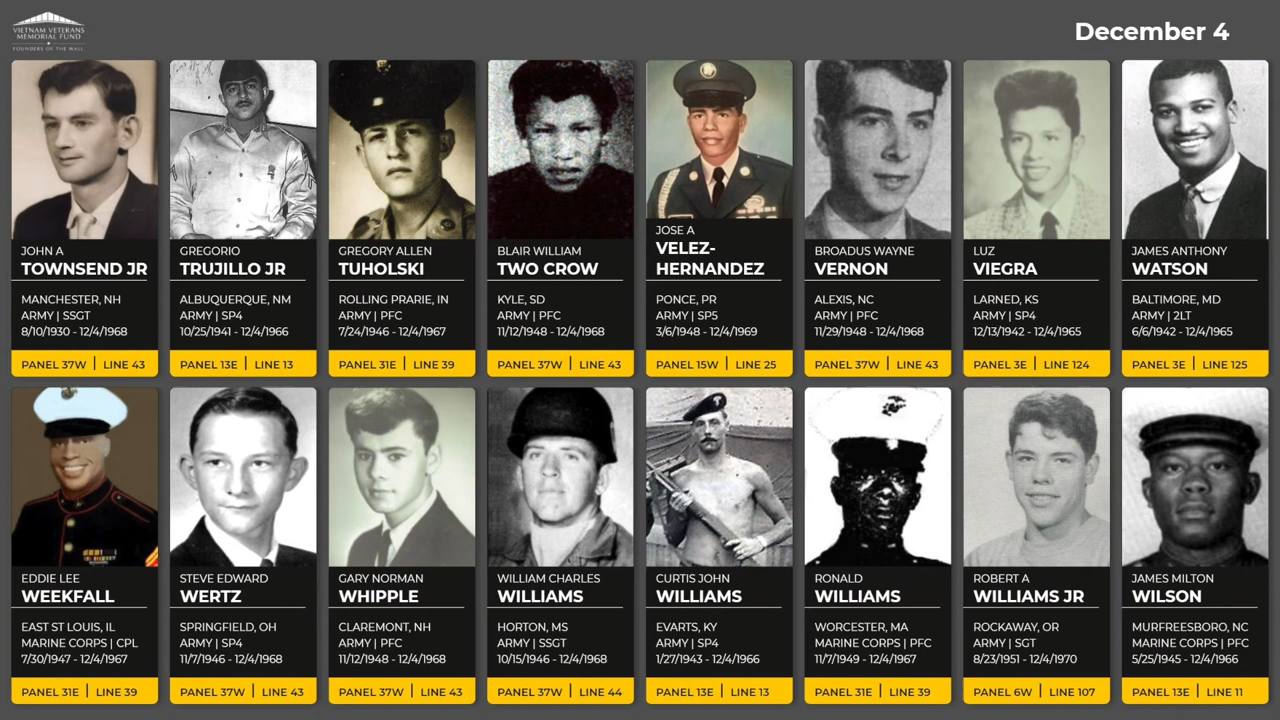 VIETNAM VETERANS
MEMORIAL FUND
FOUNDERS OF THE WALL
December 4
JOHN A
TOWNSEND JR
MANCHESTER, NH
ARMY | SSGT
8/10/1930 - 12/4/1968
PANEL 37W | LINE 43
GREGORIO
TRUJILLO JR
ALBUQUERQUE, NM
ARMY | SP4
10/25/1941 - 12/4/1966
PANEL 13E | LINE 13
GREGORY ALLEN
TUHOLSKI
ROLLING PRARIE, IN
ARMY | PFC
7/24/1946 - 12/4/1967
PANEL 31E | LINE 39
BLAIR WILLIAM
TWO CROW
KYLE, SD
ARMY | PFC
11/12/1948 - 12/4/1968
PANEL 37W | LINE 43
JOSE A
VELEZ-
HERNANDEZ
PONCE, PR
ARMY | SP5
3/6/1948 - 12/4/1969
PANEL 15W | LINE 25
BROADUS WAYNE
VERNON
ALEXIS, NC
ARMY | PFC
11/29/1948 - 12/4/1968
PANEL 37W | LINE 43
LUZ
VIEGRA
LARNED, KS
ARMY | SP4
12/13/1942 - 12/4/1965
PANEL 3E | LINE 124
JAMES ANTHONY
WATSON
BALTIMORE, MD
ARMY | 2LT
6/6/1942 - 12/4/1965
PANEL 3E | LINE 125
EDDIE LEE
WEEKFALL
EAST ST LOUIS, IL
MARINE CORPS | CPL
7/30/1947 - 12/4/1967
PANEL 31E | LINE 39
STEVE EDWARD
WERTZ
SPRINGFIELD, OH
ARMY | SP4
11/7/1946 - 12/4/1968
PANEL 37W | LINE 43
GARY NORMAN
WHIPPLE
CLAREMONT, NH
ARMY | PFC
11/12/1948 - 12/4/1968
PANEL 37W | LINE 43
WILLIAM CHARLES
WILLIAMS
HORTON, MS
ARMY | SSGT
10/15/1946 - 12/4/1968
PANEL 37W | LINE 44
CURTIS JOHN
WILLIAMS
EVARTS, KY
ARMY | SP4
1/27/1943 - 12/4/1966
PANEL 13E | LINE 13
RONALD
WILLIAMS
WORCESTER, MA
MARINE CORPS | PFC
11/7/1949 - 12/4/1967
PANEL 31E | LINE 39
ROBERT A
WILLIAMS JR
ROCKAWAY, OR
ARMY | SGT
8/23/1951 - 12/4/1970
PANEL 6W | LINE 107
JAMES MILTON
WILSON
MURFREESBORO, NC
MARINE CORPS | PFC
5/25/1945 - 12/4/1966
PANEL 13E | LINE 11